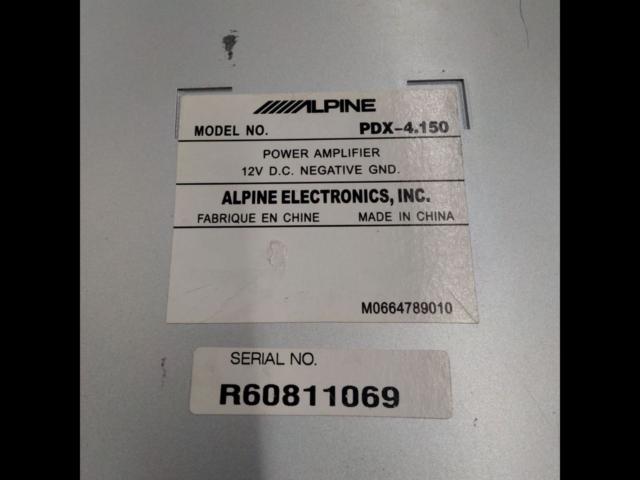 ALPINE
MODEL NO. PDX-4.150
POWER AMPLIFIER
12V D.C. NEGATIVE GND.
ALPINE ELECTRONICS, INC.
FABRIQUE EN CHINE MADE IN CHINA
M0664789010
SERIAL NO.
R60811069